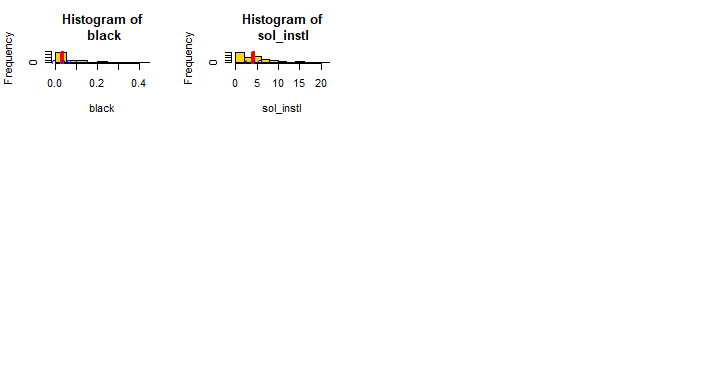 Histogram of
black
Frequency
0
0.0 0.2 0.4
black
Histogram of
sol_instl
Frequency
0
0 5 10 15 20
sol_instl